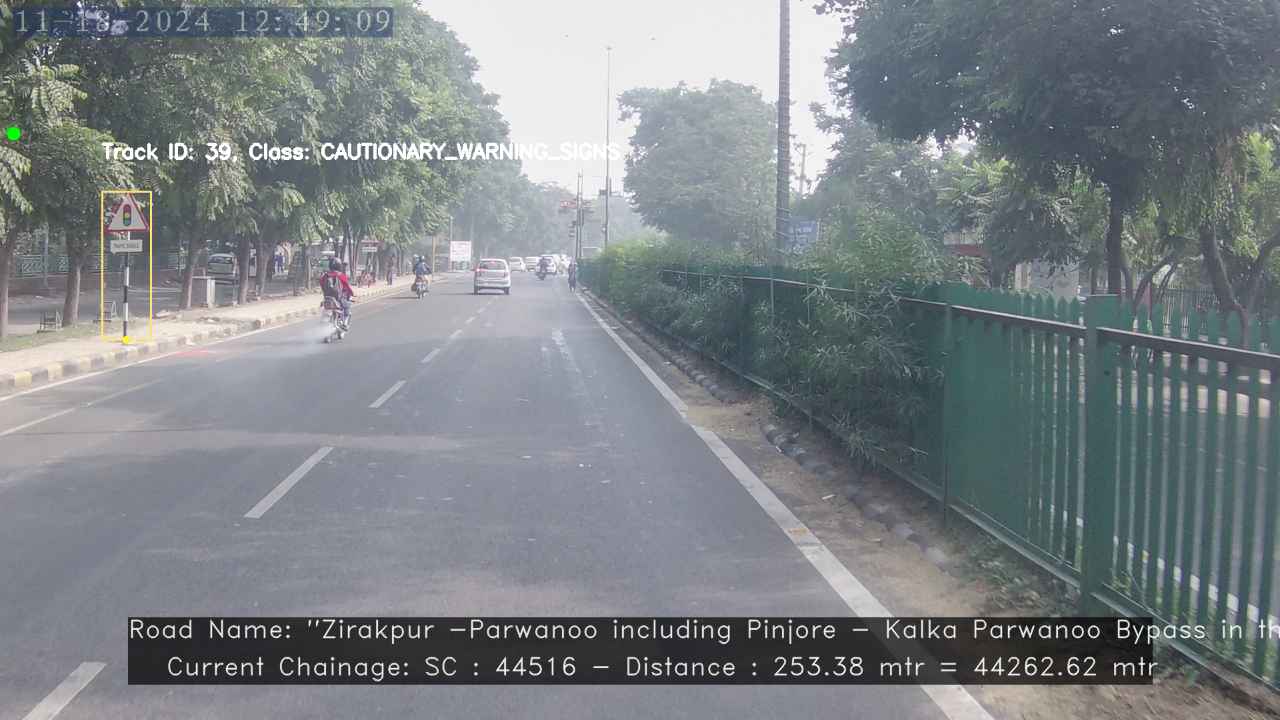 11-18-2024 12:49:09
Track ID: 39, Class: CAUTIONARY_WARNING_SIGNS
Road Name: "Zirakpur -Parwanoo including Pinjore - Kalka Parwanoo Bypass in th
Current Chainage: SC : 44516 - Distance : 253.38 mtr = 44262.62 mtr